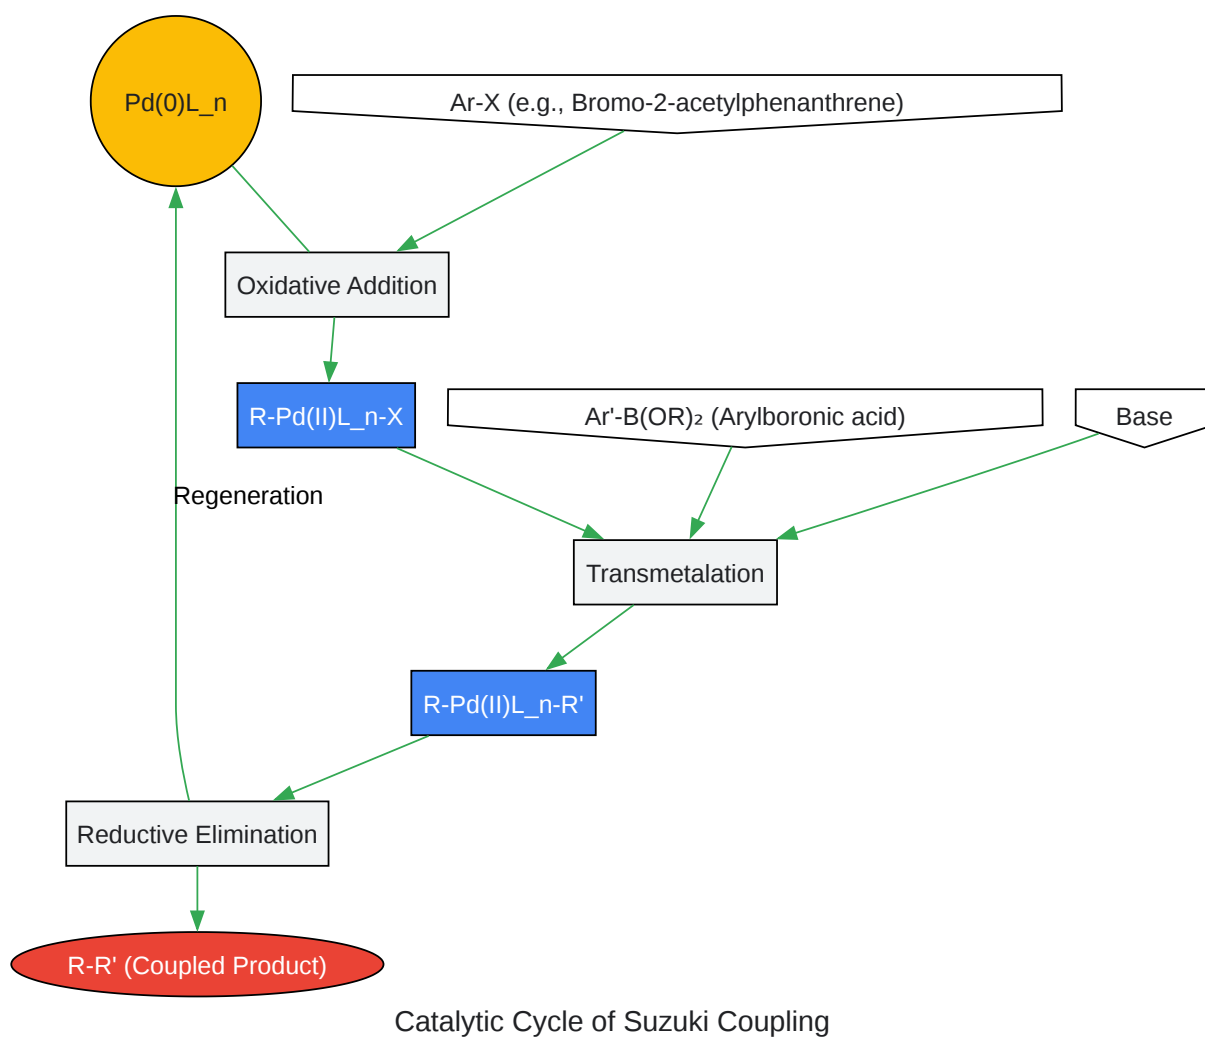 Pd(0)L_n
Ar-X (e.g., Bromo-2-acetylphenanthrene)
Oxidative Addition
R-Pd(II)L_n-X
Ar'-B(OR)₂ (Arylboronic acid)
Base
Regeneration
Transmetalation
R-Pd(II)L_n-R'
Reductive Elimination
R-R' (Coupled Product)
Catalytic Cycle of Suzuki Coupling